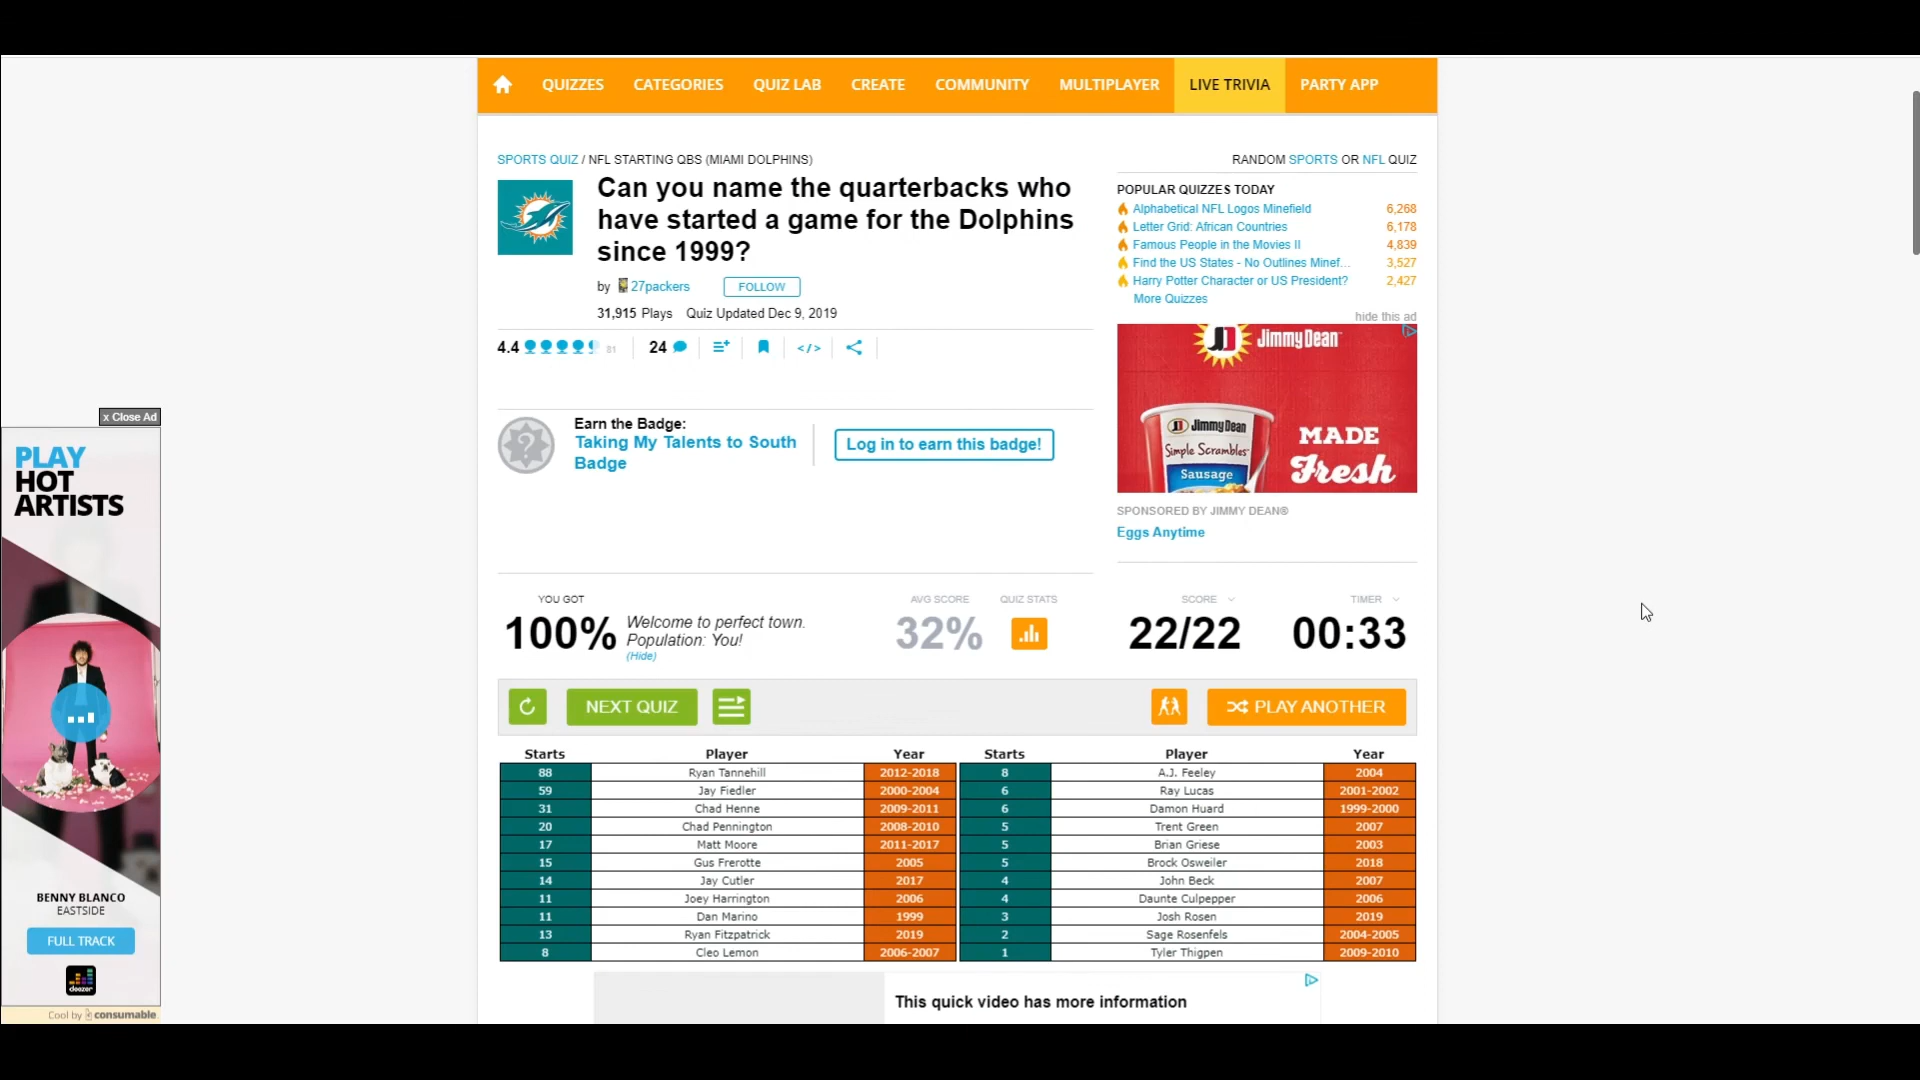 QUIZZES CATEGORIES QUIZ LAB CREATE COMMUNITY MULTIPLAYER LIVE TRIVIA PARTY APP
SPORTS QUIZ / NFL STARTING QBS (MIAMI DOLPHINS)
Can you name the quarterbacks who
have started a game for the Dolphins
since 1999?
by 27packers FOLLOW
31,915 Plays Quiz Updated Dec 9, 2019
4.4 81 24 </>
RANDOM SPORTS OR NFL QUIZ
POPULAR QUIZZES TODAY
Alphabetical NFL Logos Minefield 6,268
Letter Grid: African Countries 6,178
Famous People in the Movies II 4,839
Find the US States - No Outlines Minef... 3,527
Harry Potter Character or US President? 2,427
More Quizzes
hide this ad
Jimmy Dean
Jimmy Dean
Simple Scrambles
Sausage
MADE
Fresh
SPONSORED BY JIMMY DEAN®
Eggs Anytime
Earn the Badge:
Taking My Talents to South
Badge
Log in to earn this badge!
x Close Ad
PLAY
HOT
ARTISTS
BENNY BLANCO
EASTSIDE
FULL TRACK
deezer
Cool by consumable
YOU GOT AVG SCORE QUIZ STATS SCORE TIMER
100% Welcome to perfect town.
Population: You!
(Hide)
32% 22/22 00:33
NEXT QUIZ PLAY ANOTHER
Starts Player Year Starts Player Year
88 Ryan Tannehill 2012-2018 8 A.J. Feeley 2004
59 Jay Fiedler 2000-2004 6 Ray Lucas 2001-2002
31 Chad Henne 2009-2011 6 Damon Huard 1999-2000
20 Chad Pennington 2008-2010 5 Trent Green 2007
17 Matt Moore 2011-2017 5 Brian Griese 2003
15 Gus Frerotte 2005 5 Brock Osweiler 2018
14 Jay Cutler 2017 4 John Beck 2007
11 Joey Harrington 2006 4 Daunte Culpepper 2006
11 Dan Marino 1999 3 Josh Rosen 2019
13 Ryan Fitzpatrick 2019 2 Sage Rosenfels 2004-2005
8 Cleo Lemon 2006-2007 1 Tyler Thigpen 2009-2010
This quick video has more information